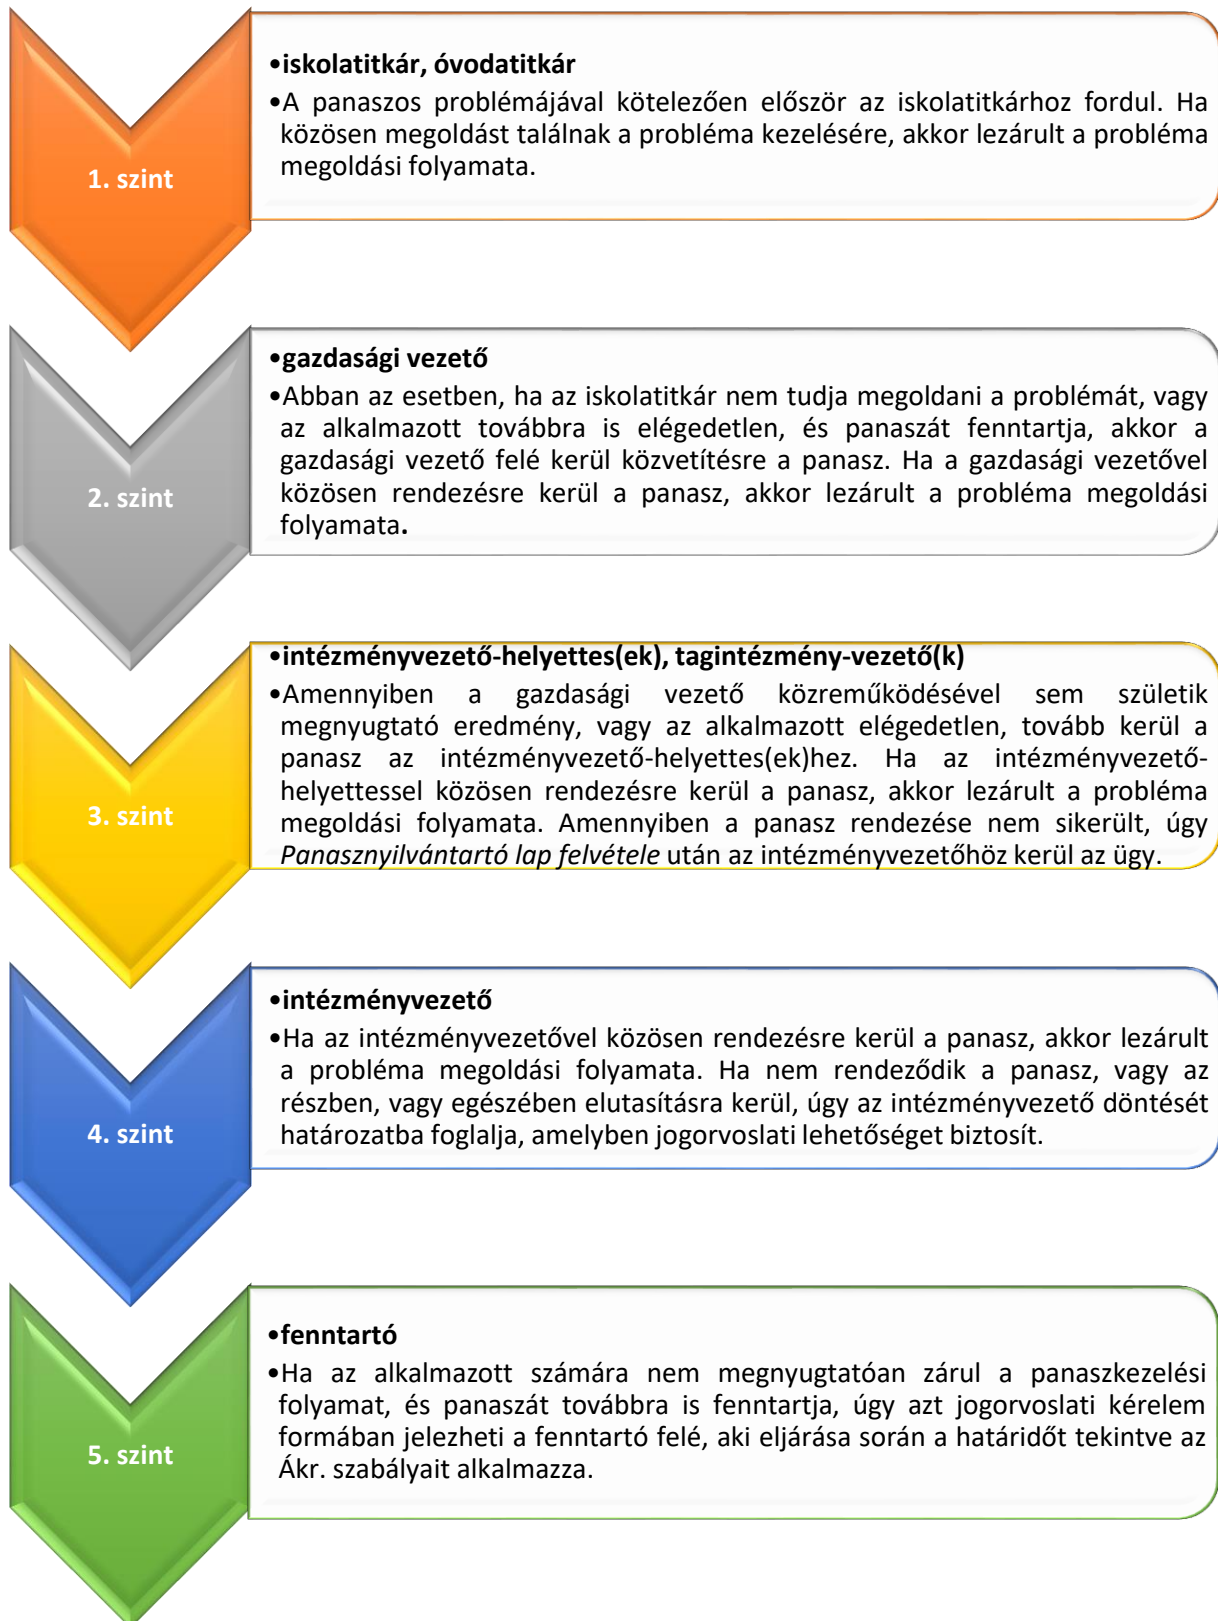 1. szint
•iskolatitkár, óvodatitkár
•A panaszos problémájával kötelezően először az iskolatitkárhoz fordul. Ha
közösen megoldást találnak a probléma kezelésére, akkor lezárult a probléma
megoldási folyamata.
2. szint
•gazdasági vezető
•Abban az esetben, ha az iskolatitkár nem tudja megoldani a problémát, vagy
az alkalmazott továbbra is elégedetlen, és panaszát fenntartja, akkor a
gazdasági vezető felé kerül közvetítésre a panasz. Ha a gazdasági vezetővel
közösen rendezésre kerül a panasz, akkor lezárult a probléma megoldási
folyamata.
3. szint
•intézményvezető-helyettes(ek), tagintézmény-vezető(k)
•Amennyiben a gazdasági vezető közreműködésével sem születik
megnyugtató eredmény, vagy az alkalmazott elégedetlen, tovább kerül a
panasz az intézményvezető-helyettes(ek)hez. Ha az intézményvezető-
helyettessel közösen rendezésre kerül a panasz, akkor lezárult a probléma
megoldási folyamata. Amennyiben a panasz rendezése nem sikerült, úgy
Panasznyilvántartó lap felvétele után az intézményvezetőhöz kerül az ügy.
4. szint
•intézményvezető
•Ha az intézményvezetővel közösen rendezésre kerül a panasz, akkor lezárult
a probléma megoldási folyamata. Ha nem rendeződik a panasz, vagy az
részben, vagy egészében elutasításra kerül, úgy az intézményvezető döntését
határozatba foglalja, amelyben jogorvoslati lehetőséget biztosít.
5. szint
•fenntartó
•Ha az alkalmazott számára nem megnyugtatóan zárul a panaszkezelési
folyamat, és panaszát továbbra is fenntartja, úgy azt jogorvoslati kérelem
formában jelezheti a fenntartó felé, aki eljárása során a határidőt tekintve az
Ákr. szabályait alkalmazza.